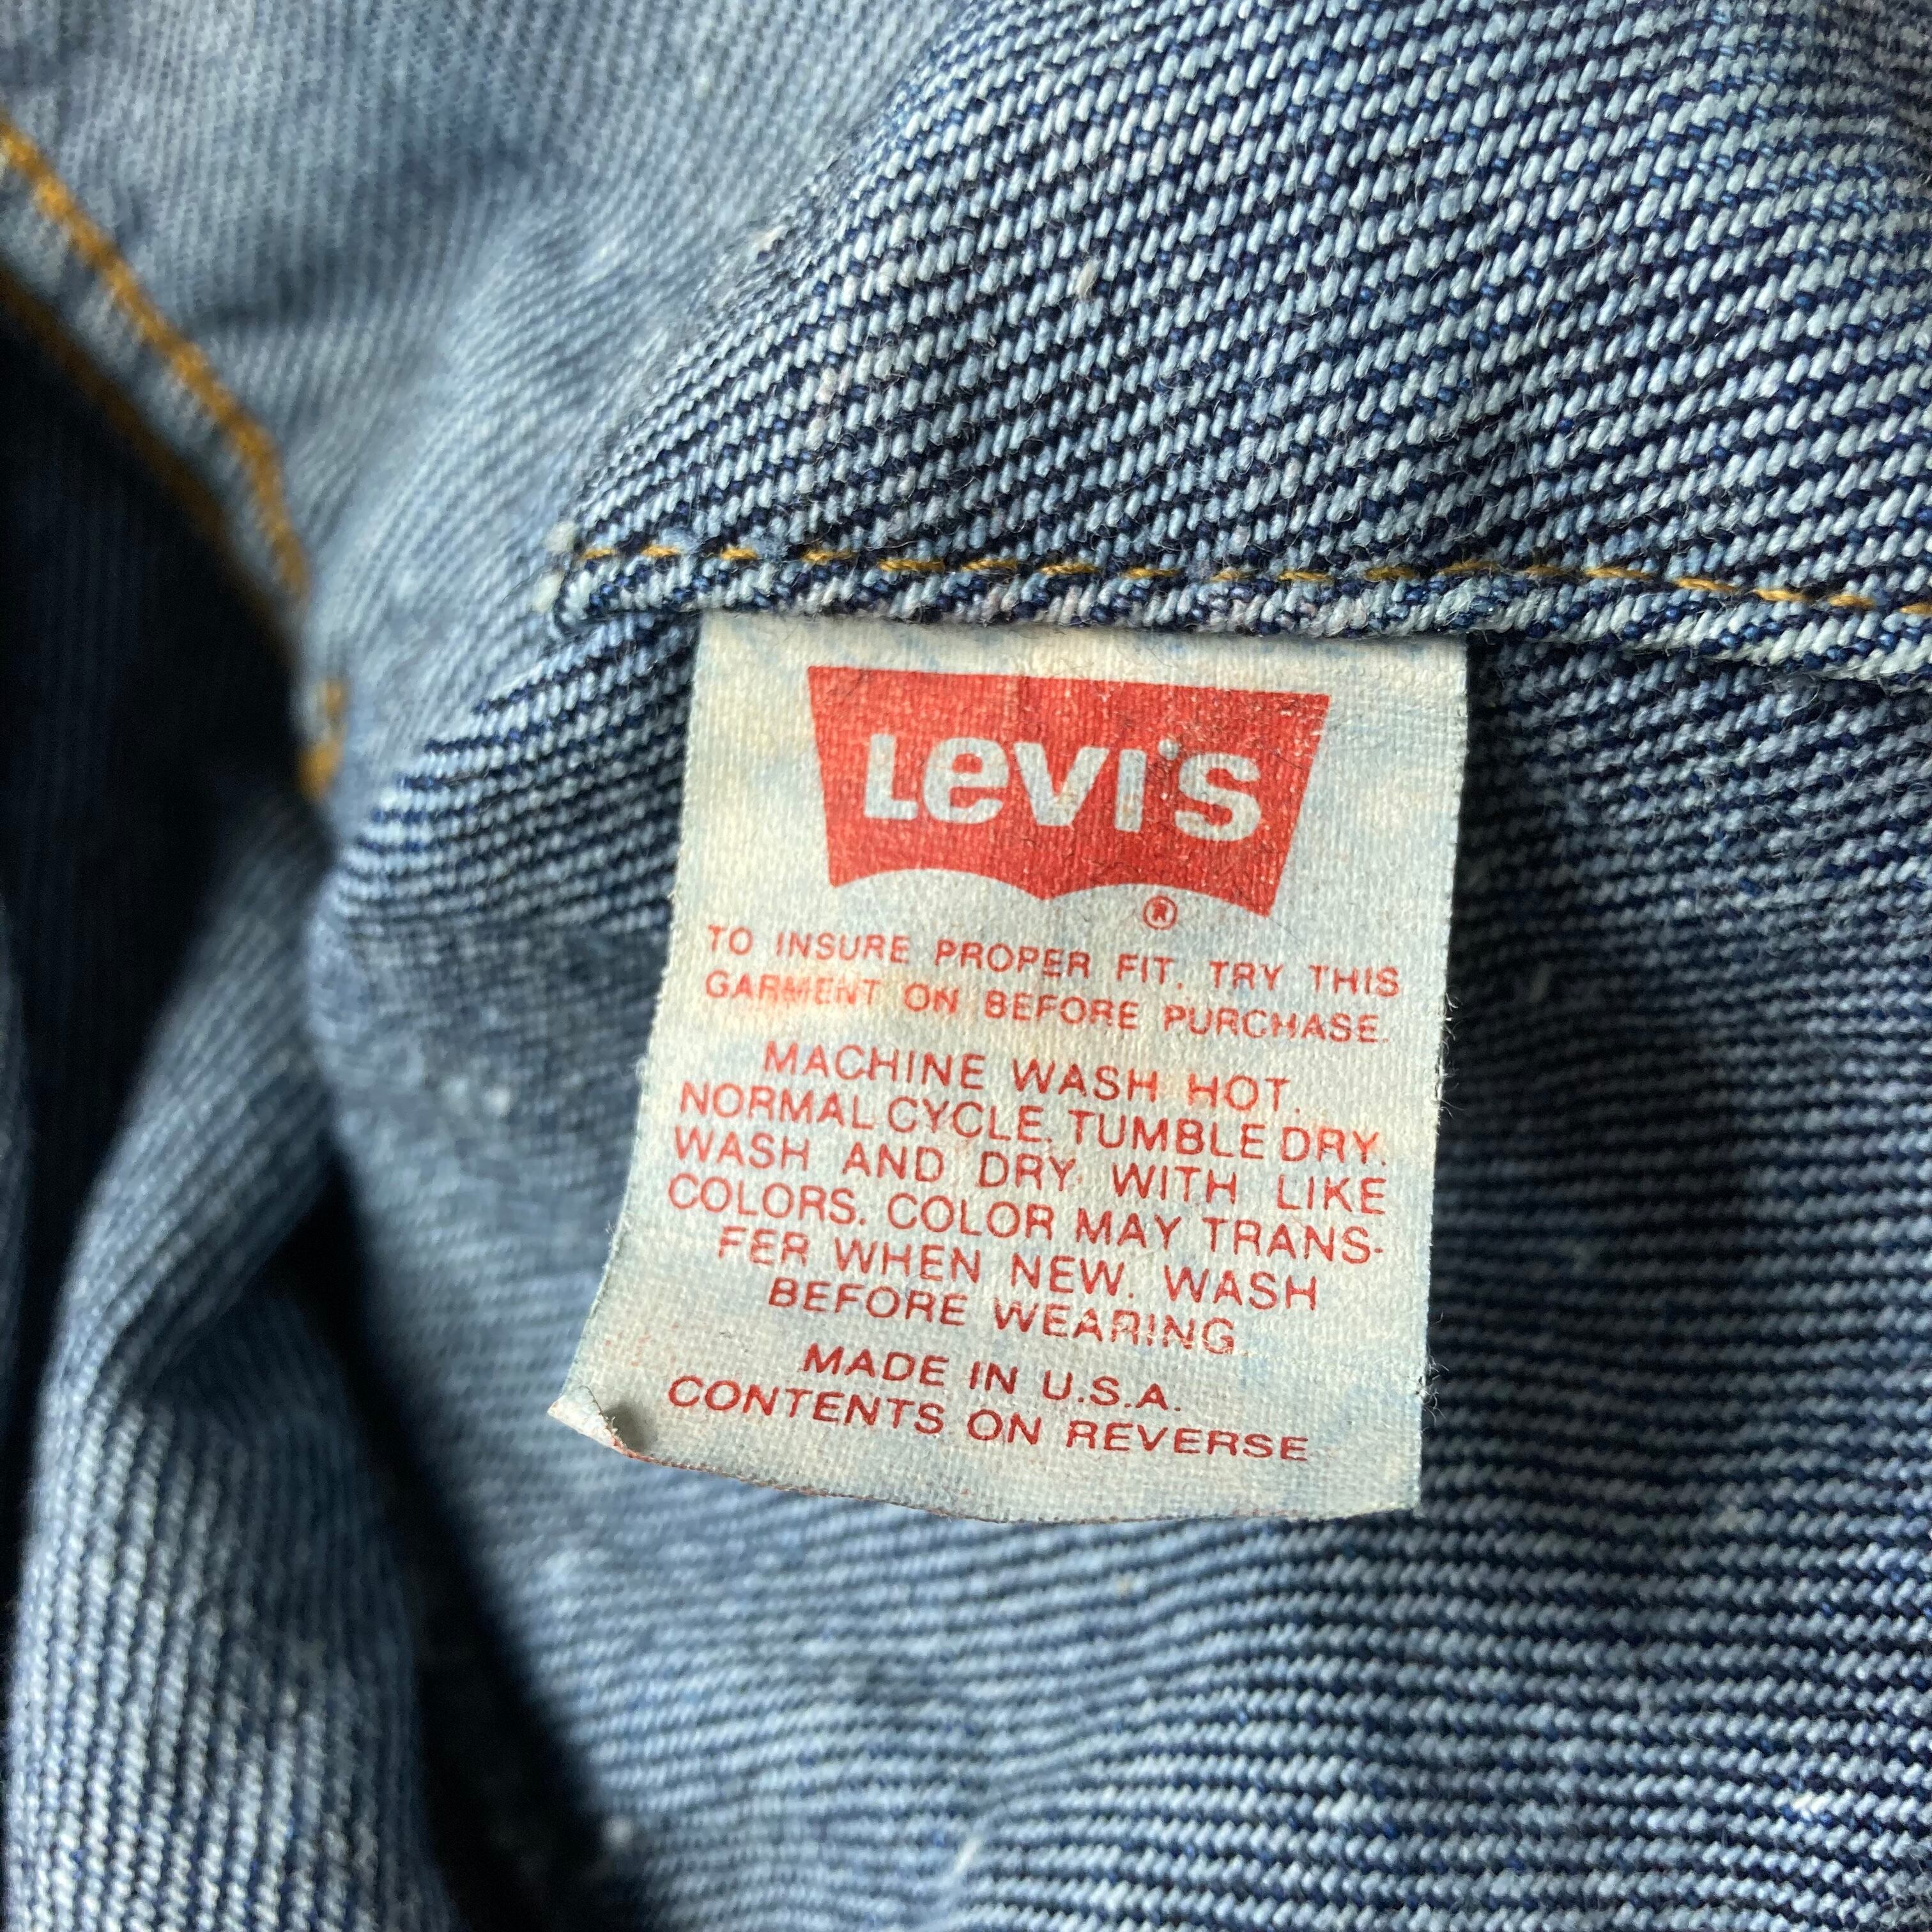 LEVI'S
®
TO INSURE PROPER FIT, TRY THIS
GARMENT ON BEFORE PURCHASE.
MACHINE WASH HOT.
NORMAL CYCLE. TUMBLE DRY.
WASH AND DRY WITH LIKE
COLORS. COLOR MAY TRANS-
FER WHEN NEW. WASH
BEFORE WEARING
MADE IN U.S.A.
CONTENTS ON REVERSE